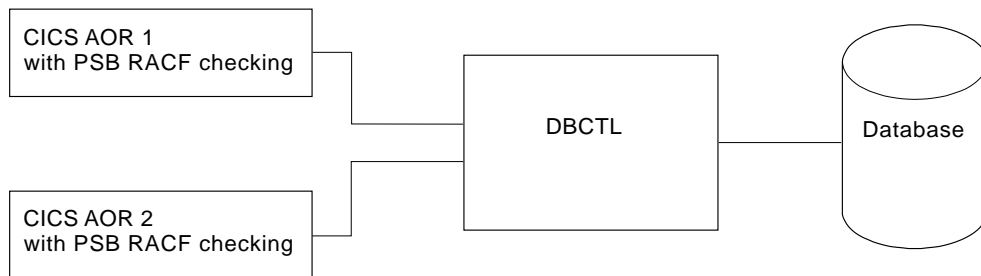 CICS AOR 1
with PSB RACF checking
DBCTL
Database
CICS AOR 2
with PSB RACF checking